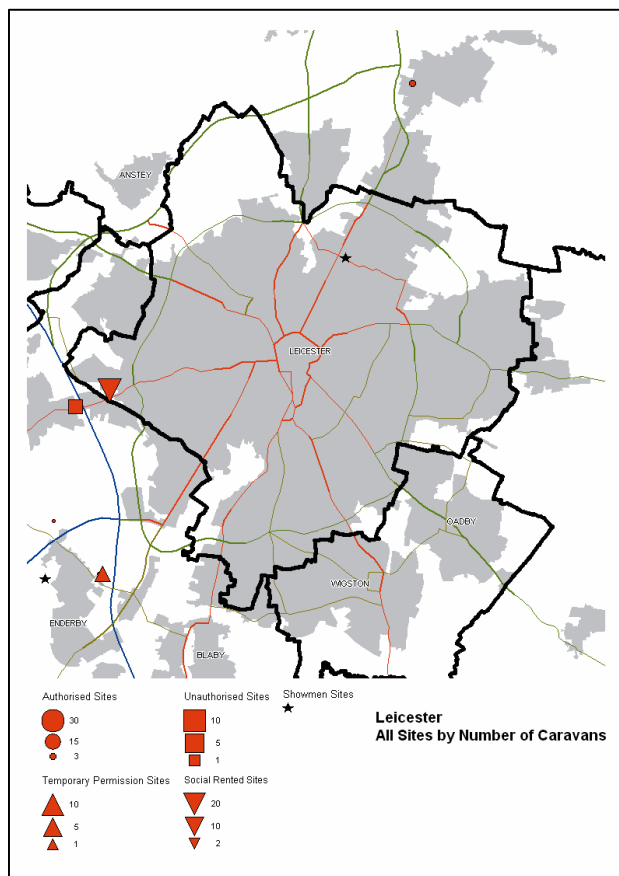 ANSTEY
LEICESTER
OADBY
WIGSTON
ENDERBY
BLABY
Authorised Sites
30
15
3
Unauthorised Sites
10
5
1
Showmen Sites
Leicester
All Sites by Number of Caravans
Temporary Permission Sites
10
5
1
Social Rented Sites
20
10
2